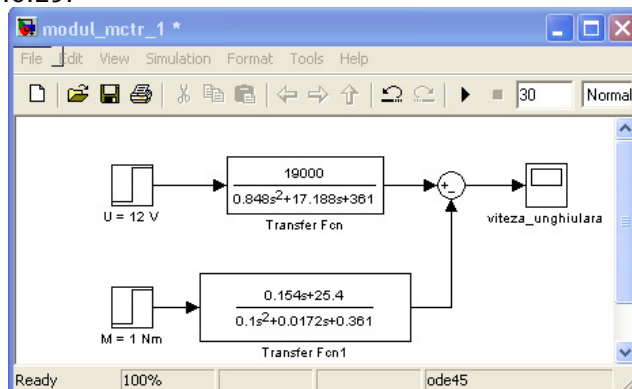 modul_mctr_1 *
File Edit View Simulation Format Tools Help
30 Normal
19000
0.848s2+17.188s+361
U = 12 V
Transfer Fcn
+-
viteza_unghiulara
0.154s+25.4
0.1s2+0.0172s+0.361
M = 1 Nm
Transfer Fcn1
Ready 100% ode45